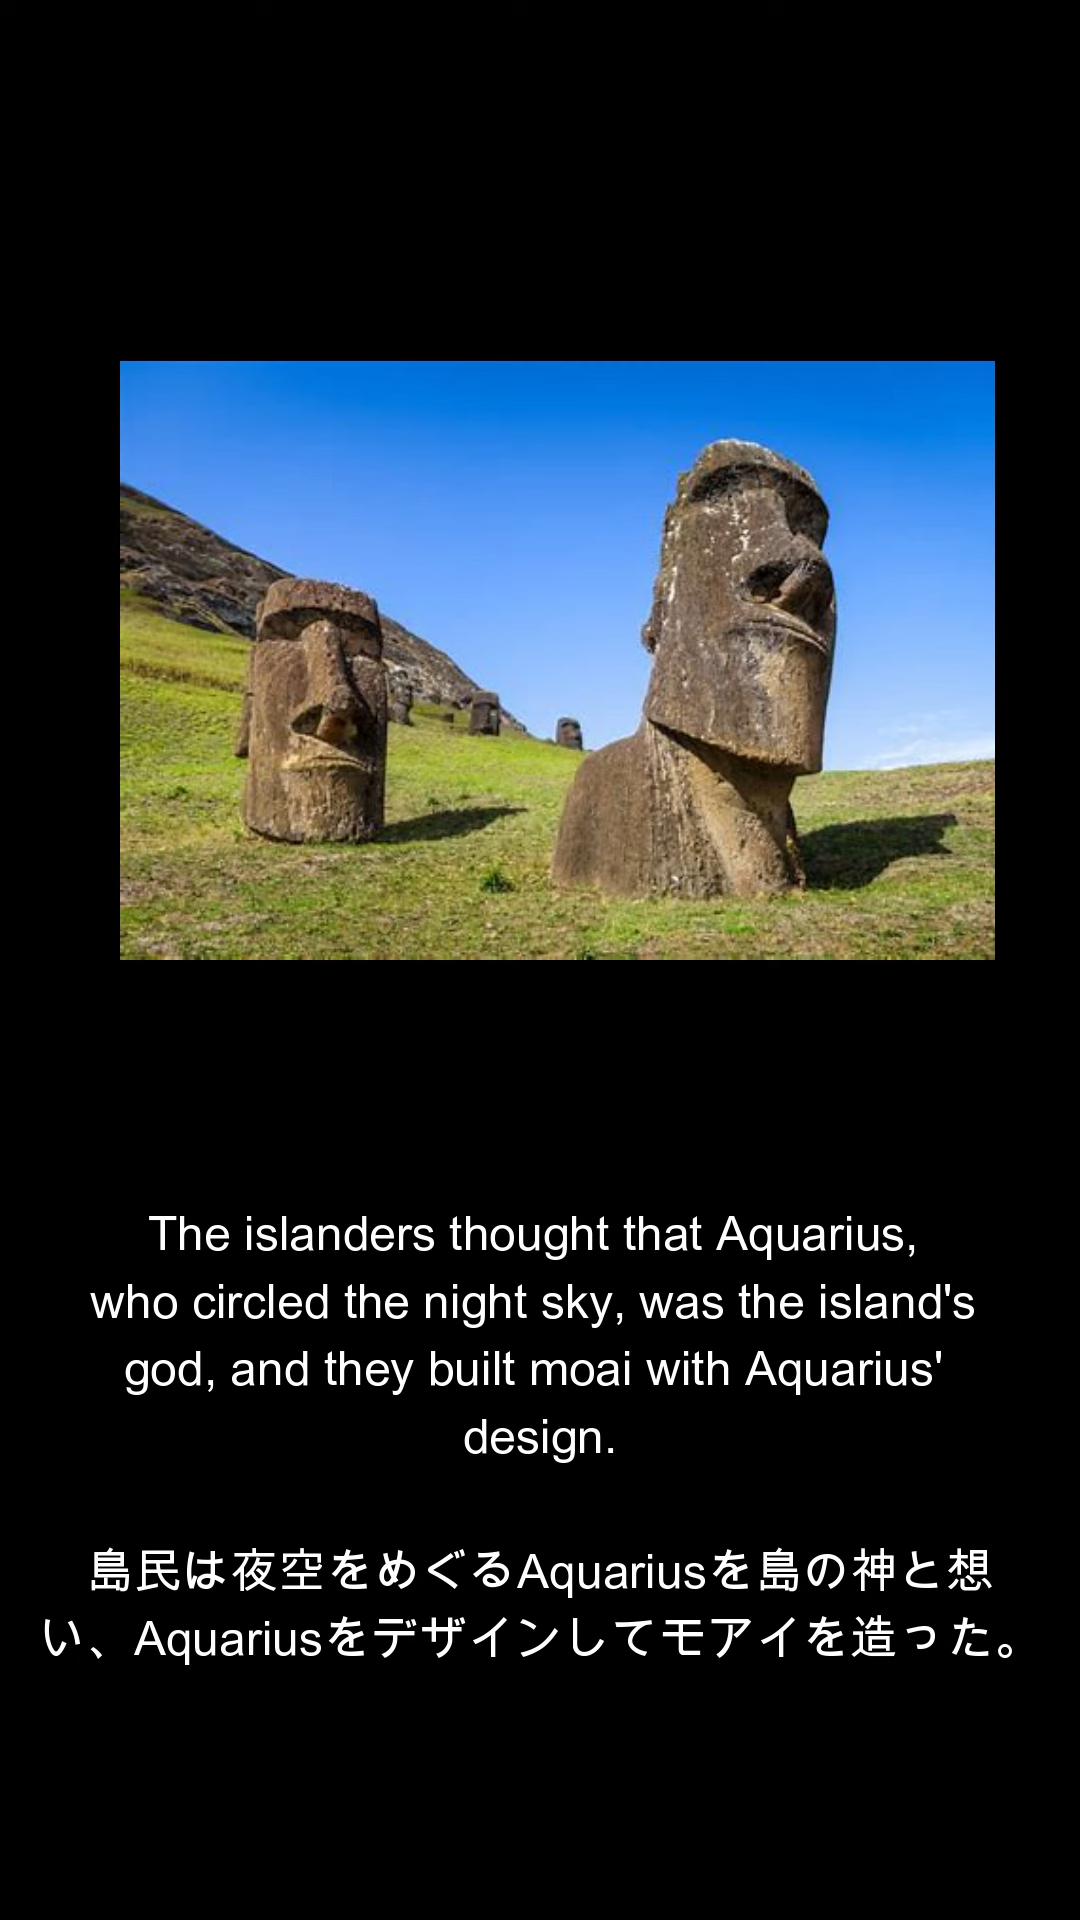 The islanders thought that Aquarius,
who circled the night sky, was the island's
god, and they built moai with Aquarius'
design.
島民は夜空をめぐるAquariusを島の神と想
い、Aquariusをデザインしてモアイを造った。